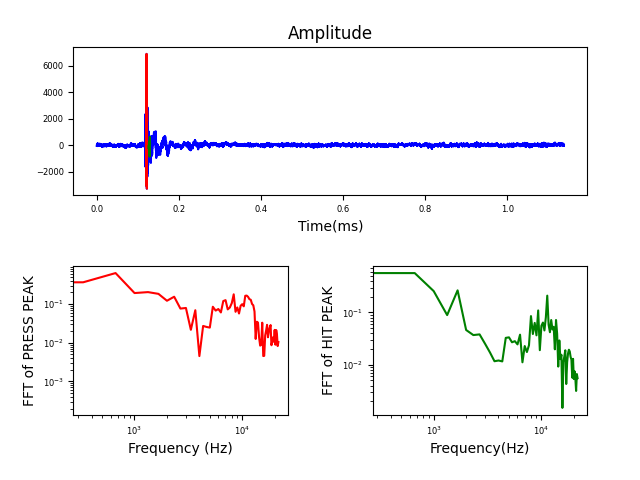 Amplitude
6000
4000
2000
0
−2000
0.0 0.2 0.4 0.6 0.8 1.0
Time(ms)
FFT of PRESS PEAK
10⁻¹
10⁻²
10⁻³
10³ 10⁴
Frequency (Hz)
FFT of HIT PEAK
10⁻¹
10⁻²
10³ 10⁴
Frequency(Hz)